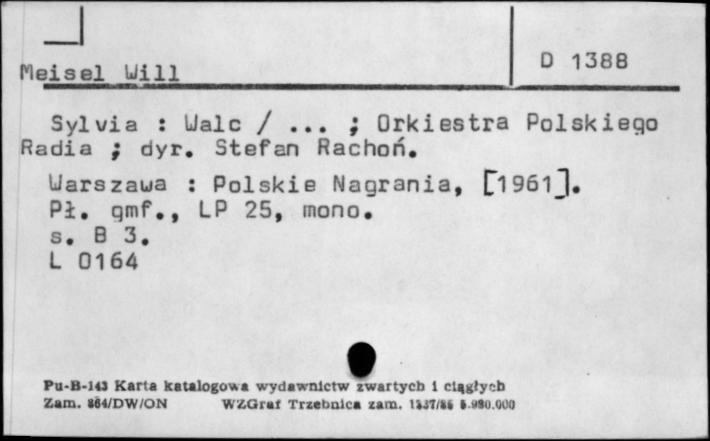 D 1388
Meisel Will
Sylvia : Walc / ... ; Orkiestra Polskiego
Radia ; dyr. Stefan Rachoń.
Warszawa : Polskie Nagrania, [1961].
Pł. gmf., LP 25, mono.
s. B 3.
L 0164
Pu-B-143 Karta katalogowa wydawnictw zwartych i ciągłych
Zam. 864/DW/ON WZGraf Trzebnica zam.